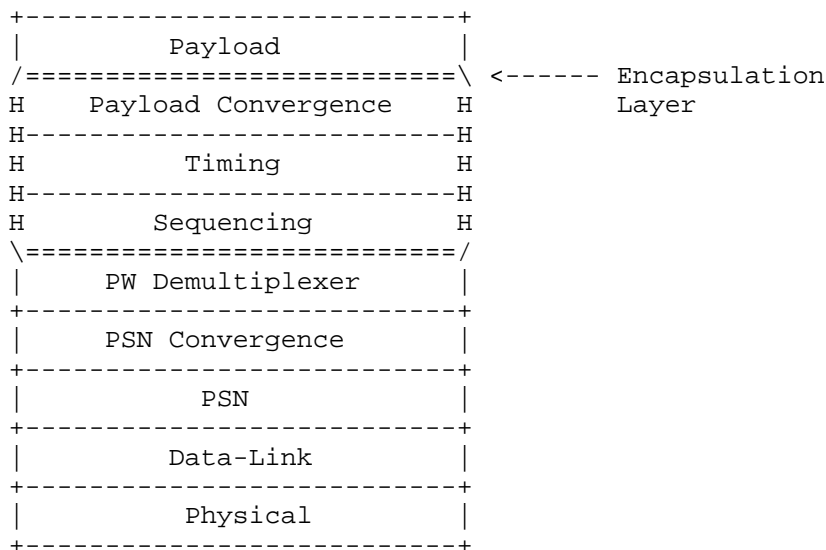 +---------------------------+
|         Payload           |
/===========================\ <------ Encapsulation
H    Payload Convergence    H         Layer
H---------------------------H
H          Timing           H
H---------------------------H
H        Sequencing         H
\===========================/
|     PW Demultiplexer      |
+---------------------------+
|     PSN Convergence       |
+---------------------------+
|           PSN             |
+---------------------------+
|         Data-Link         |
+---------------------------+
|          Physical         |
+---------------------------+